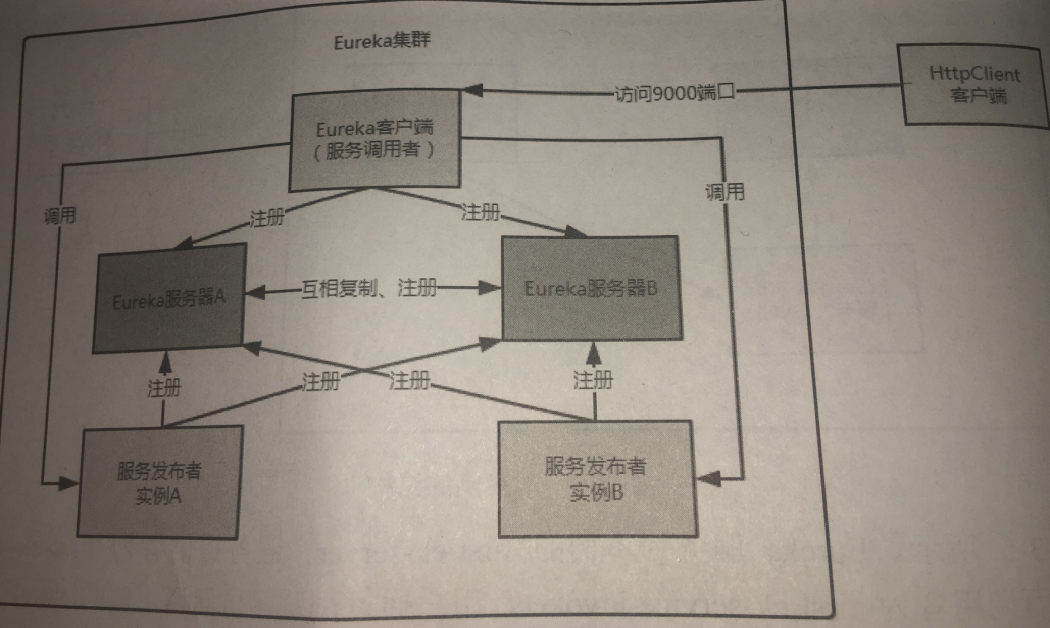 Eureka集群
HttpClient
客户端
访问9000端口
Eureka客户端
（服务调用者）
调用
调用
注册
注册
Eureka服务器A
互相复制、注册
Eureka服务器B
注册
注册
注册
注册
服务发布者
实例A
服务发布者
实例B